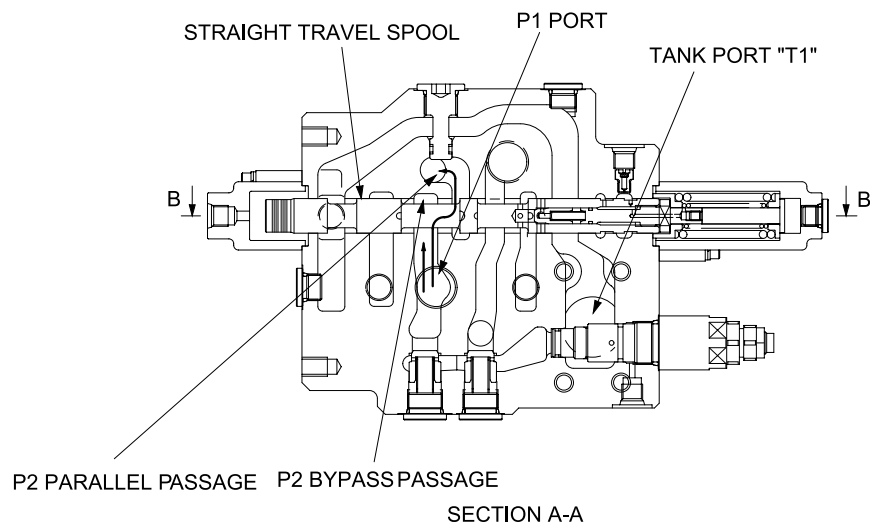 P1 PORT
STRAIGHT TRAVEL SPOOL
TANK PORT "T1"
B
B
P2 PARALLEL PASSAGE
P2 BYPASS PASSAGE
SECTION A-A